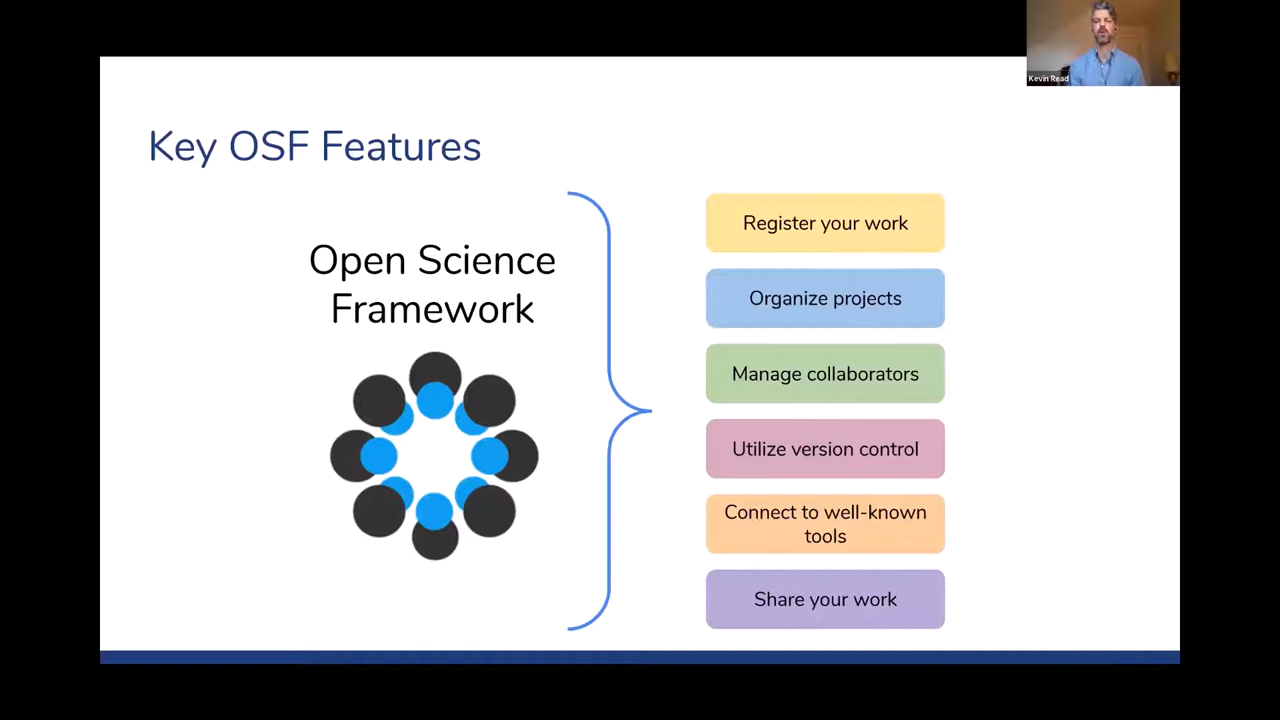 Kevin Read
Key OSF Features
Open Science
Framework
Register your work
Organize projects
Manage collaborators
Utilize version control
Connect to well-known
tools
Share your work